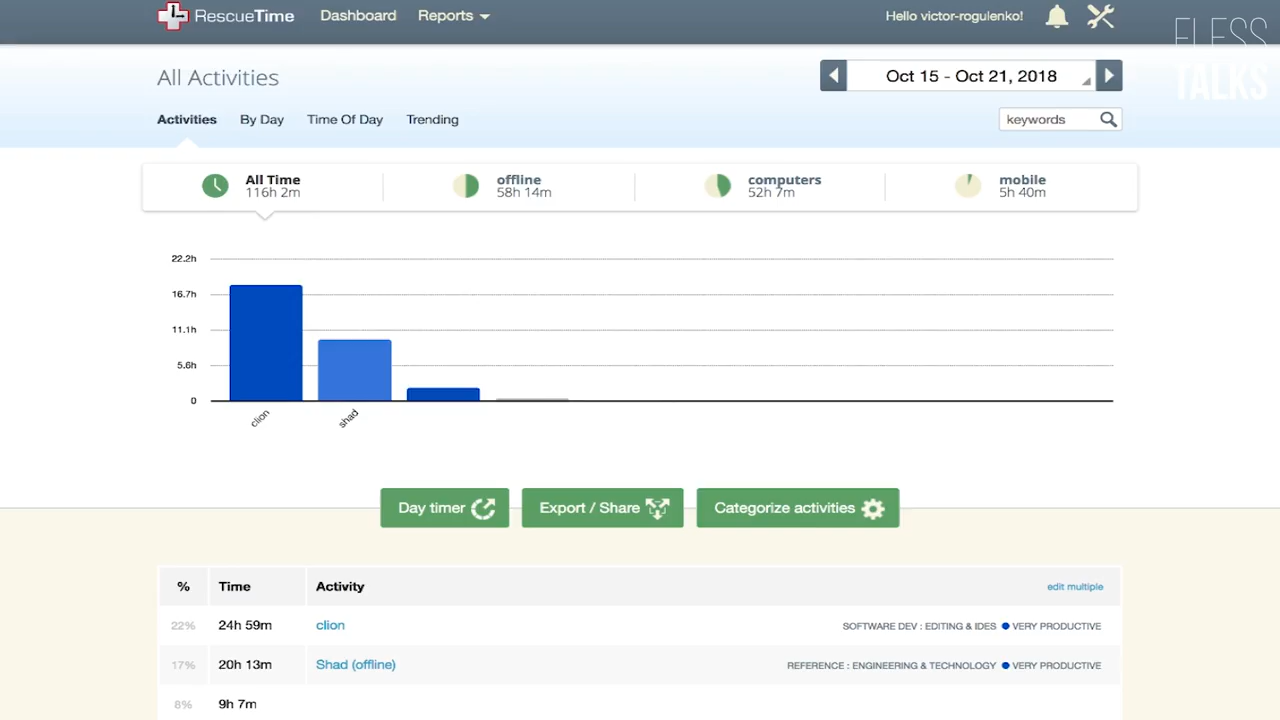 RescueTime Dashboard Reports Hello victor-rogulenko!
ELESS
TALKS
All Activities
Oct 15 - Oct 21, 2018
Activities By Day Time Of Day Trending
keywords
All Time
116h 2m
offline
58h 14m
computers
52h 7m
mobile
5h 40m
22.2h
16.7h
11.1h
5.6h
0
clion
shad
Day timer
Export / Share
Categorize activities
% Time Activity edit multiple
22% 24h 59m clion SOFTWARE DEV : EDITING & IDES VERY PRODUCTIVE
17% 20h 13m Shad (offline) REFERENCE : ENGINEERING & TECHNOLOGY VERY PRODUCTIVE
8% 9h 7m